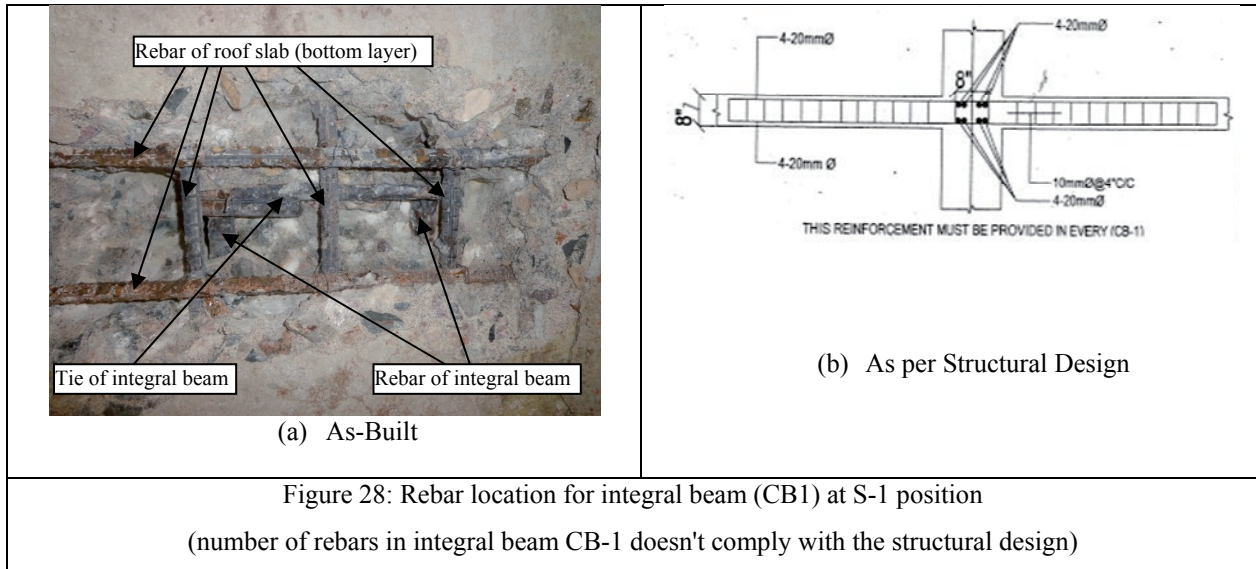 Rebar of roof slab (bottom layer)
Tie of integral beam
Rebar of integral beam
(a) As-Built
4-20mmØ
4-20mmØ
8"
8"
4-20mm Ø
10mmØ@4"C/C
4-20mmØ
THIS REINFORCEMENT MUST BE PROVIDED IN EVERY (CB-1)
(b) As per Structural Design
Figure 28: Rebar location for integral beam (CB1) at S-1 position
(number of rebars in integral beam CB-1 doesn't comply with the structural design)